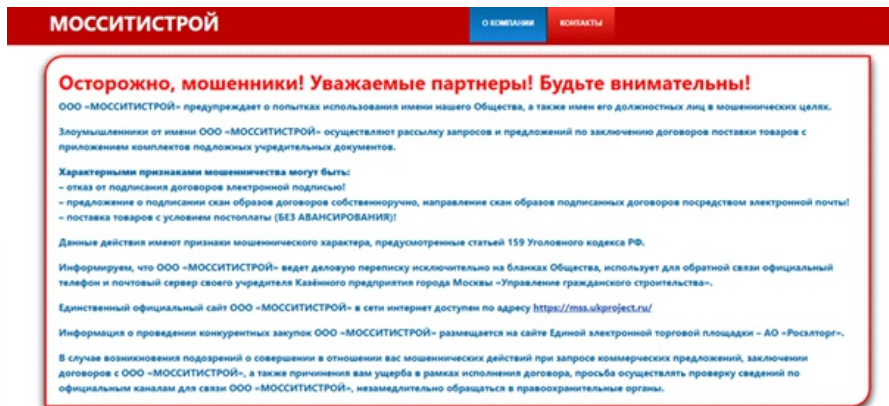 МОССИТИСТРОЙ
О КОМПАНИИ
КОНТАКТЫ
Осторожно, мошенники! Уважаемые партнеры! Будьте внимательны!
ООО «МОССИТИСТРОЙ» предупреждает о попытках использования имени нашего Общества, а также имен его должностных лиц в мошеннических целях.
Злоумышленники от имени ООО «МОССИТИСТРОЙ» осуществляют рассылку запросов и предложений по заключению договоров поставки товаров с
приложением комплектов подложных учредительных документов.
Характерными признаками мошенничества могут быть:
– отказ от подписания договоров электронной подписью!
– предложение о подписании скан образов договоров собственноручно, направление скан образов подписанных договоров посредством электронной почты!
– поставка товаров с условием постоплаты (БЕЗ АВАНСИРОВАНИЯ)!
Данные действия имеют признаки мошеннического характера, предусмотренные статьей 159 Уголовного кодекса РФ.
Информируем, что ООО «МОССИТИСТРОЙ» ведет деловую переписку исключительно на бланках Общества, использует для обратной связи официальный
телефон и почтовый сервер своего учредителя Казённого предприятия города Москвы «Управление гражданского строительства».
Единственный официальный сайт ООО «МОССИТИСТРОЙ» в сети интернет доступен по адресу https://mss.ukproject.ru/
Информация о проведении конкурентных закупок ООО «МОССИТИСТРОЙ» размещается на сайте Единой электронной торговой площадки – АО «Росэлторг».
В случае возникновения подозрений о совершении в отношении вас мошеннических действий при запросе коммерческих предложений, заключении
договоров с ООО «МОССИТИСТРОЙ», а также причинения вам ущерба в рамках исполнения договора, просьба осуществлять проверку сведений по
официальным каналам для связи ООО «МОССИТИСТРОЙ», незамедлительно обращаться в правоохранительные органы.